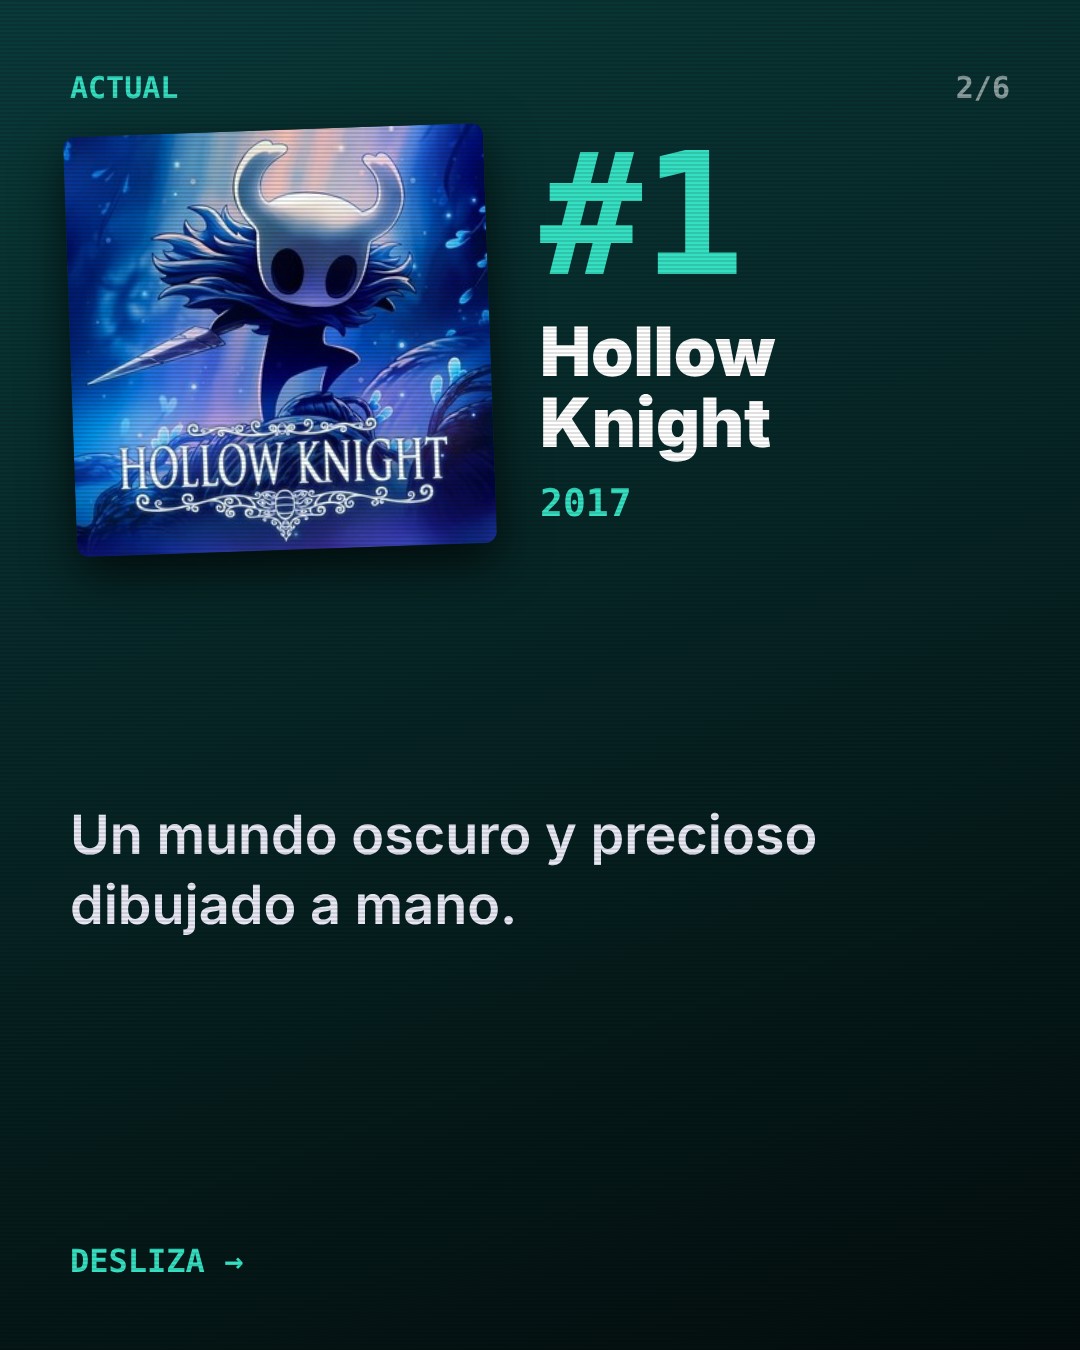 ACTUAL
2/6
HOLLOW KNIGHT
#1
Hollow
Knight
2017
Un mundo oscuro y precioso
dibujado a mano.
DESLIZA →